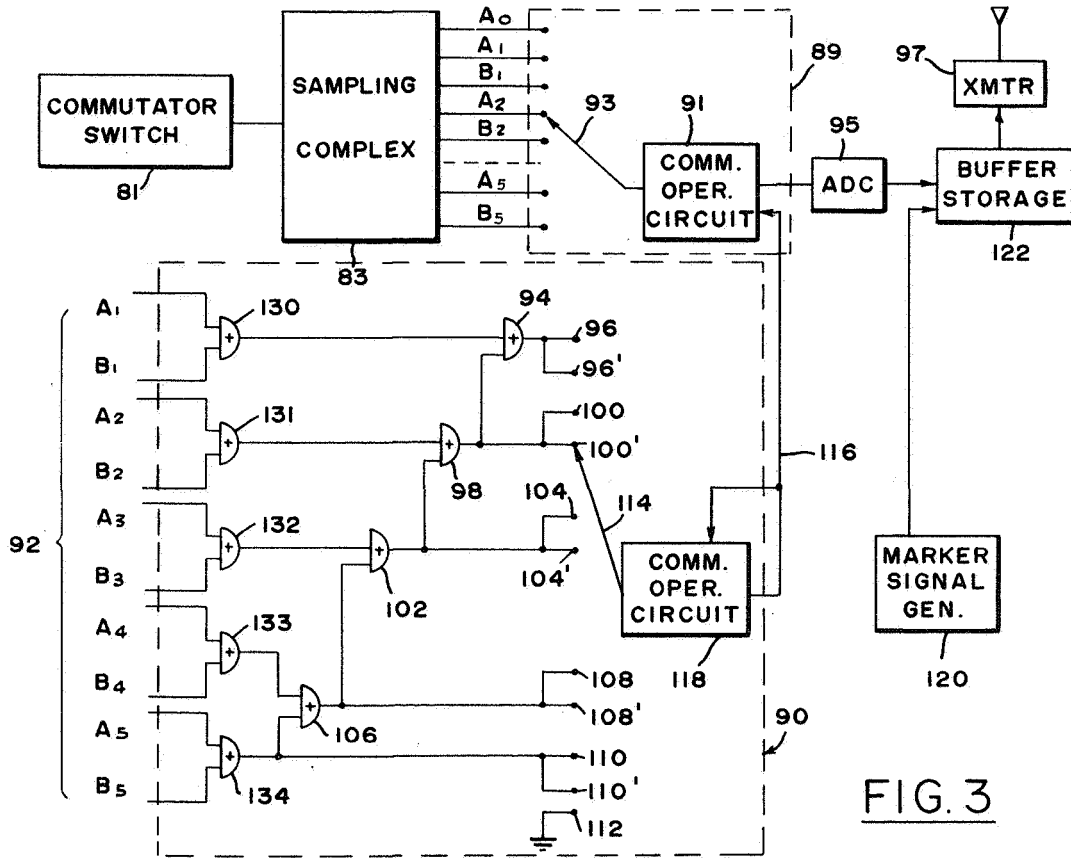 COMMUTATOR
SWITCH
81
SAMPLING
COMPLEX
83
A0
A1
B1
A2
B2
A5
B5
93
91
COMM.
OPER.
CIRCUIT
89
95
ADC
97
XMTR
BUFFER
STORAGE
122
92
A1
B1
A2
B2
A3
B3
A4
B4
A5
B5
130
131
132
133
134
+
+
+
+
+
94
+
98
+
102
+
106
+
96
96'
100
100'
104
104'
108
108'
110
110'
112
114
COMM.
OPER.
CIRCUIT
118
116
MARKER
SIGNAL
GEN.
120
90
FIG. 3